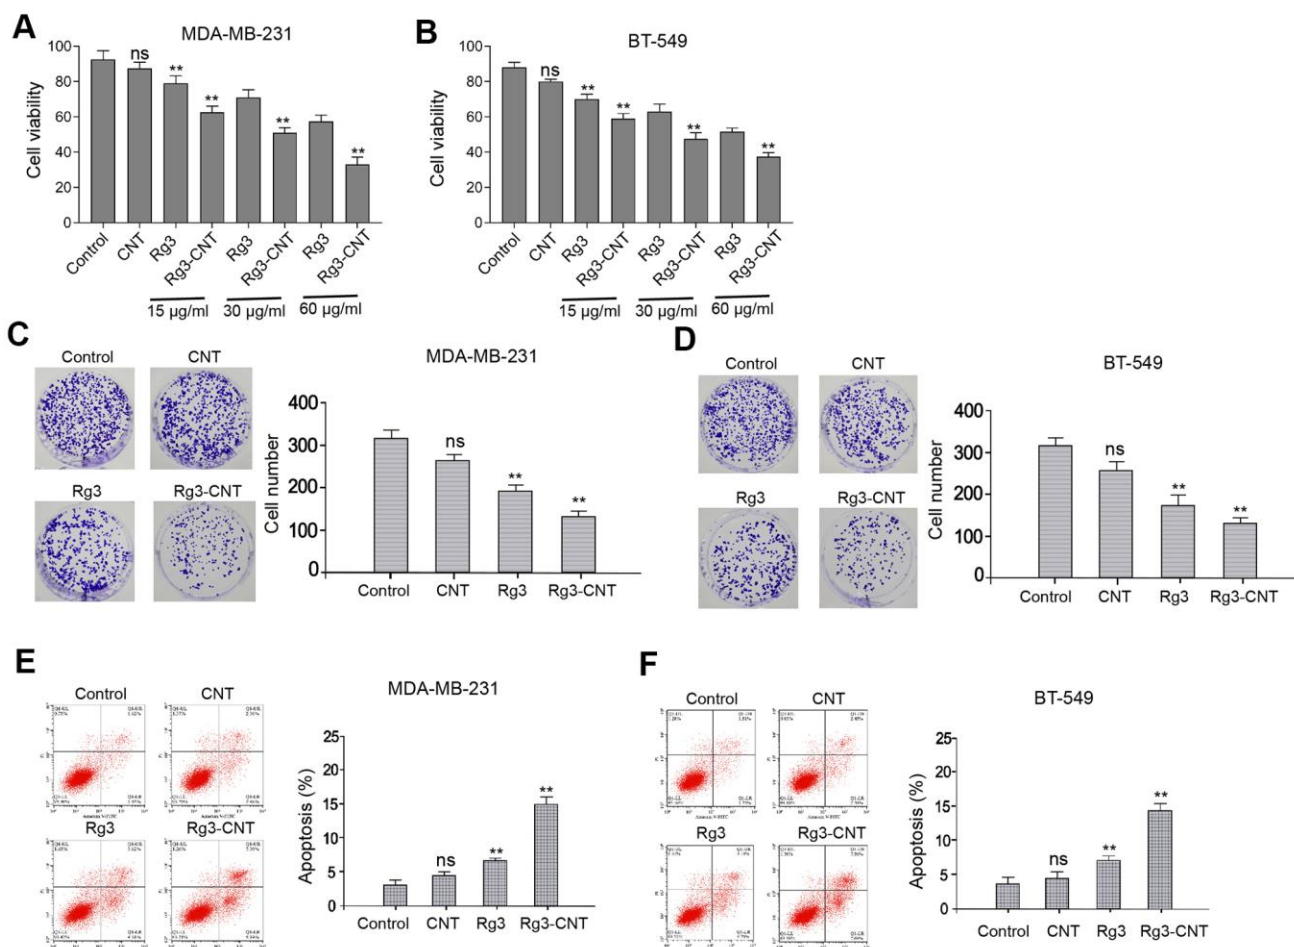 A
MDA-MB-231
100
80
60
40
20
0
Cell viability
ns
**
**
**
**
Control
CNT
Rg3
Rg3-CNT
Rg3
Rg3-CNT
Rg3
Rg3-CNT
15 µg/ml
30 µg/ml
60 µg/ml
B
BT-549
100
80
60
40
20
0
Cell viability
ns
**
**
**
**
Control
CNT
Rg3
Rg3-CNT
Rg3
Rg3-CNT
Rg3
Rg3-CNT
15 µg/ml
30 µg/ml
60 µg/ml
C
Control
CNT
Rg3
Rg3-CNT
MDA-MB-231
400
300
200
100
0
Cell number
ns
**
**
Control
CNT
Rg3
Rg3-CNT
D
Control
CNT
Rg3
Rg3-CNT
BT-549
400
300
200
100
0
Cell number
ns
**
**
Control
CNT
Rg3
Rg3-CNT
E
Control
CNT
Rg3
Rg3-CNT
MDA-MB-231
25
20
15
10
5
0
Apoptosis (%)
ns
**
**
Control
CNT
Rg3
Rg3-CNT
F
Control
CNT
Rg3
Rg3-CNT
BT-549
25
20
15
10
5
0
Apoptosis (%)
ns
**
**
Control
CNT
Rg3
Rg3-CNT